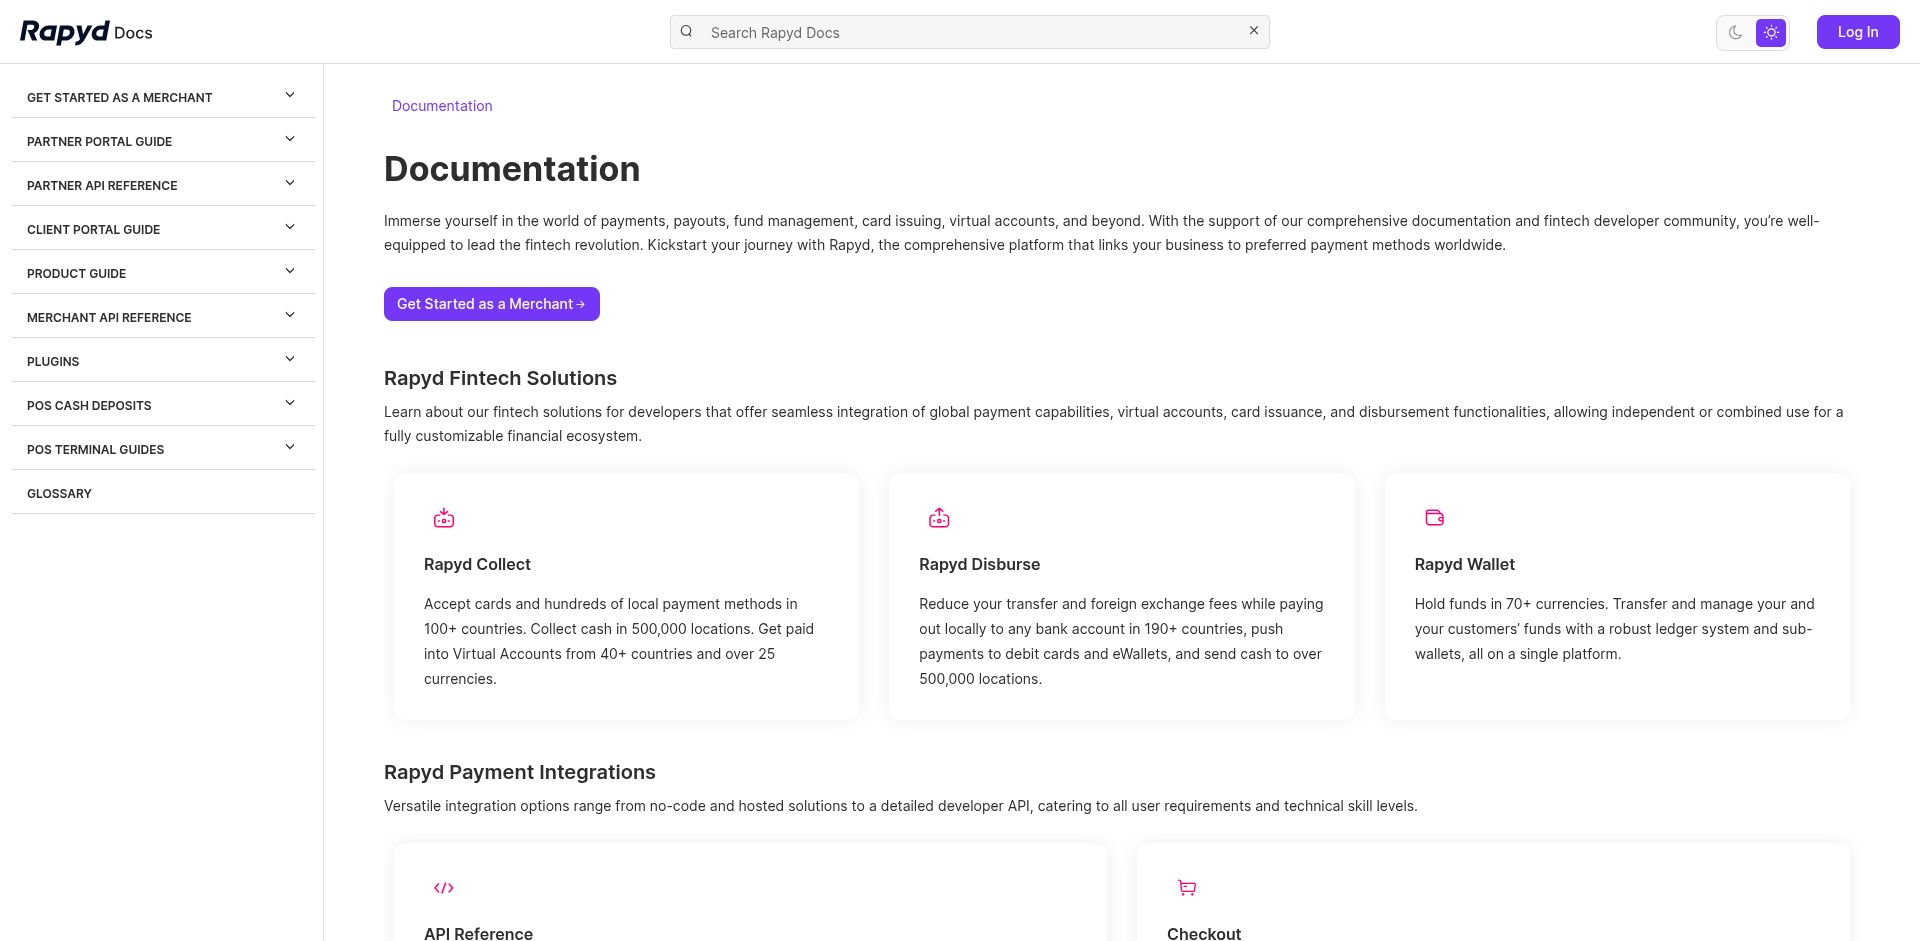 Rapyd Docs
Search Rapyd Docs
Log In
GET STARTED AS A MERCHANT
PARTNER PORTAL GUIDE
PARTNER API REFERENCE
CLIENT PORTAL GUIDE
PRODUCT GUIDE
MERCHANT API REFERENCE
PLUGINS
POS CASH DEPOSITS
POS TERMINAL GUIDES
GLOSSARY
Documentation
Documentation
Immerse yourself in the world of payments, payouts, fund management, card issuing, virtual accounts, and beyond. With the support of our comprehensive documentation and fintech developer community, you’re well-
equipped to lead the fintech revolution. Kickstart your journey with Rapyd, the comprehensive platform that links your business to preferred payment methods worldwide.
Get Started as a Merchant→
Rapyd Fintech Solutions
Learn about our fintech solutions for developers that offer seamless integration of global payment capabilities, virtual accounts, card issuance, and disbursement functionalities, allowing independent or combined use for a
fully customizable financial ecosystem.
Rapyd Collect
Accept cards and hundreds of local payment methods in
100+ countries. Collect cash in 500,000 locations. Get paid
into Virtual Accounts from 40+ countries and over 25
currencies.
Rapyd Disburse
Reduce your transfer and foreign exchange fees while paying
out locally to any bank account in 190+ countries, push
payments to debit cards and eWallets, and send cash to over
500,000 locations.
Rapyd Wallet
Hold funds in 70+ currencies. Transfer and manage your and
your customers’ funds with a robust ledger system and sub-
wallets, all on a single platform.
Rapyd Payment Integrations
Versatile integration options range from no-code and hosted solutions to a detailed developer API, catering to all user requirements and technical skill levels.
API Reference
Checkout